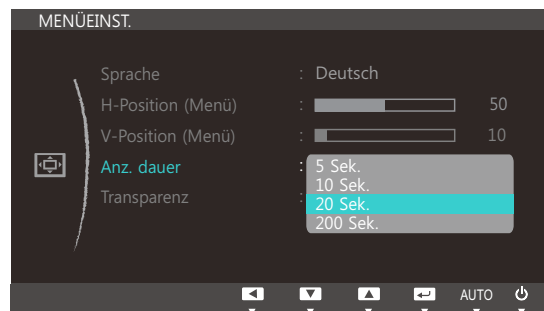 MENÜEINST.
Sprache : Deutsch
H-Position (Menü) : 50
V-Position (Menü) : 10
Anz. dauer : 5 Sek.
10 Sek.
Transparenz : 20 Sek.
200 Sek.
AUTO